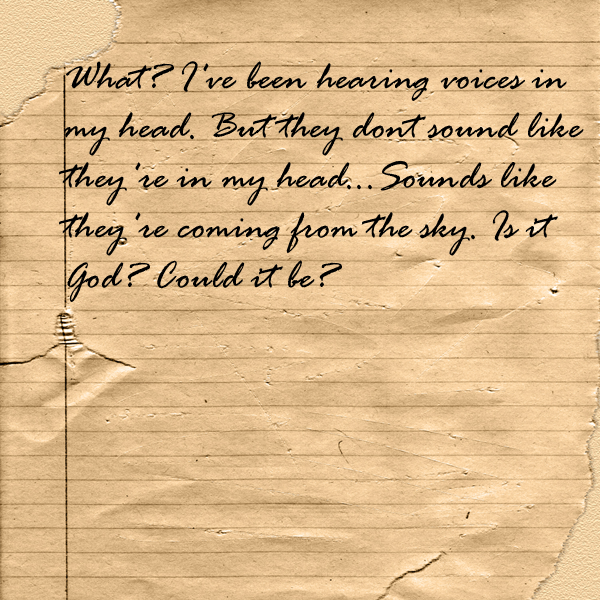 What? I've been hearing voices in
my head. But they dont sound like
they're in my head... Sounds like
they're coming from the sky. Is it
God? Could it be?